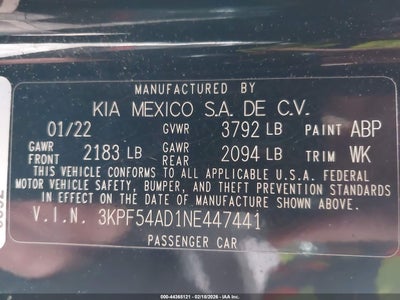 MANUFACTURED BY
KIA MEXICO S.A. DE C.V.
01/22 GVWR 3792 LB PAINT ABP
GAWR FRONT 2183 LB GAWR REAR 2094 LB TRIM WK
THIS VEHICLE CONFORMS TO ALL APPLICABLE U.S.A. FEDERAL
MOTOR VEHICLE SAFETY, BUMPER, AND THEFT PREVENTION STANDARDS
IN EFFECT ON THE DATE OF MANUFACTURE SHOWN ABOVE.
V.I.N. 3KPF54AD1NE447441
PASSENGER CAR
000-44365121 - 02/18/2026 - IAAI.COM